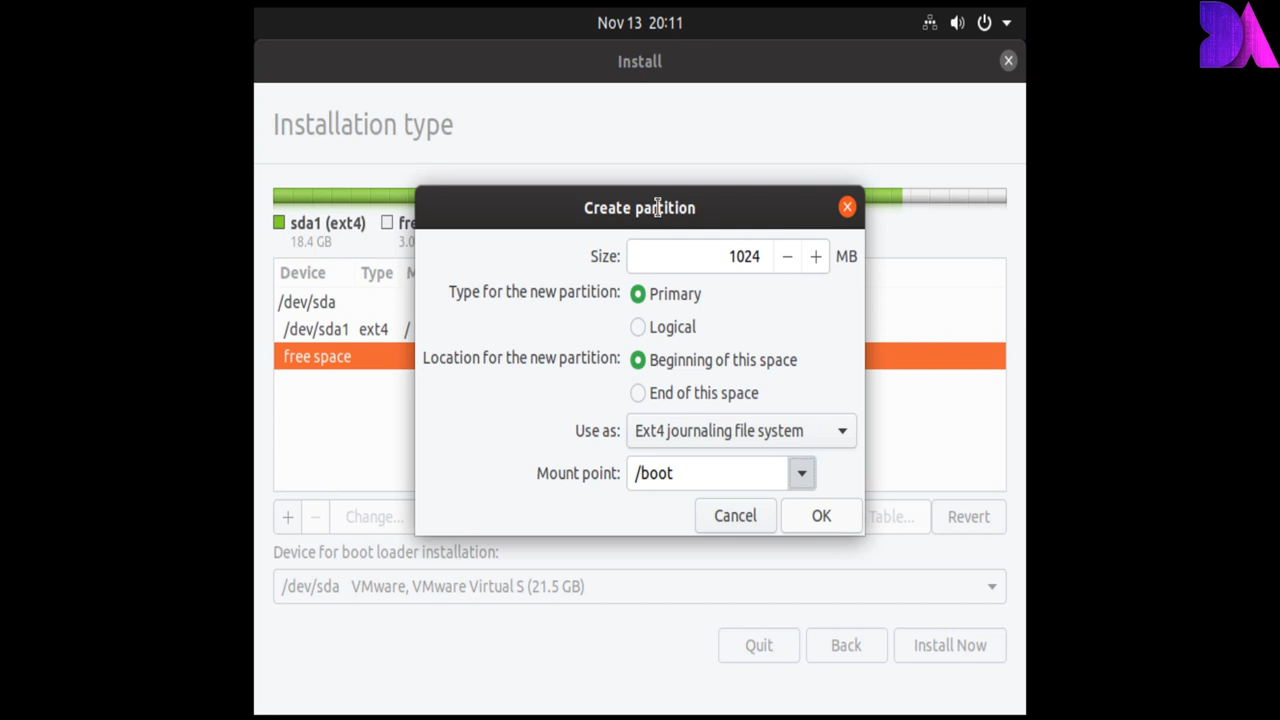 Nov 13 20:11
Install
Installation type
sda1 (ext4)
18.4 GB
Create partition
Size: 1024 MB
Type for the new partition: Primary
Logical
Location for the new partition: Beginning of this space
End of this space
Use as: Ext4 journaling file system
Mount point: /boot
Cancel OK
Device Type
/dev/sda
/dev/sda1 ext4 /
free space
+ − Change... Table... Revert
Device for boot loader installation:
/dev/sda VMware, VMware Virtual S (21.5 GB)
Quit Back Install Now